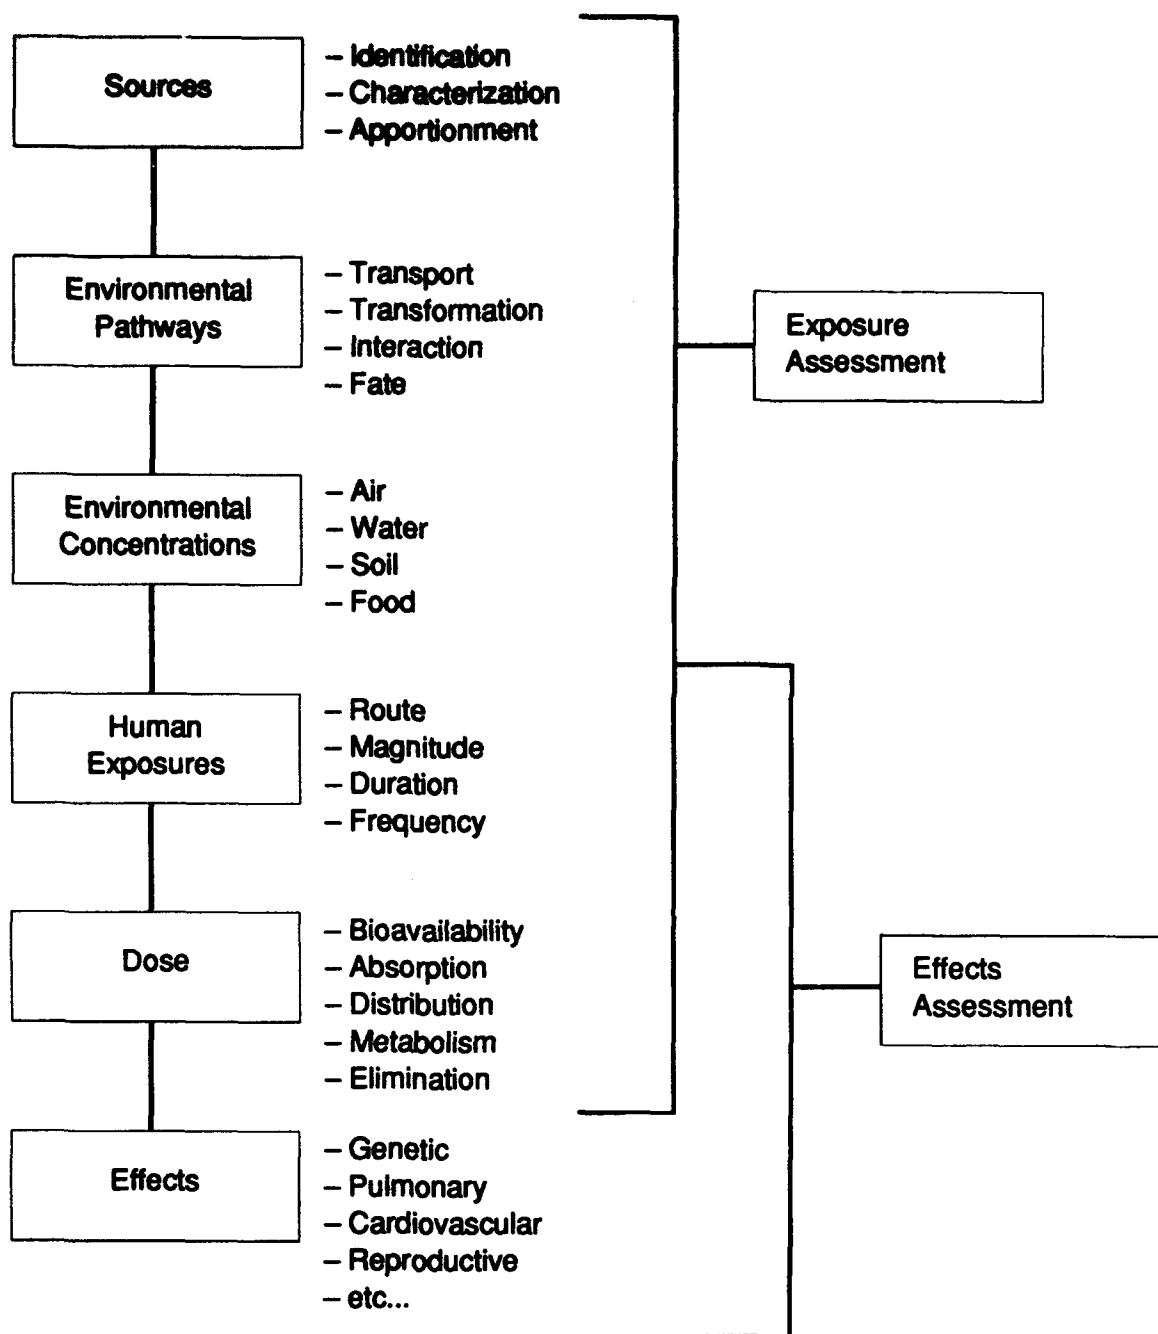 Sources
– Identification
– Characterization
– Apportionment
Environmental
Pathways
– Transport
– Transformation
– Interaction
– Fate
Exposure
Assessment
Environmental
Concentrations
– Air
– Water
– Soil
– Food
Human
Exposures
– Route
– Magnitude
– Duration
– Frequency
Dose
– Bioavailability
– Absorption
– Distribution
– Metabolism
– Elimination
Effects
Assessment
Effects
– Genetic
– Pulmonary
– Cardiovascular
– Reproductive
– etc...